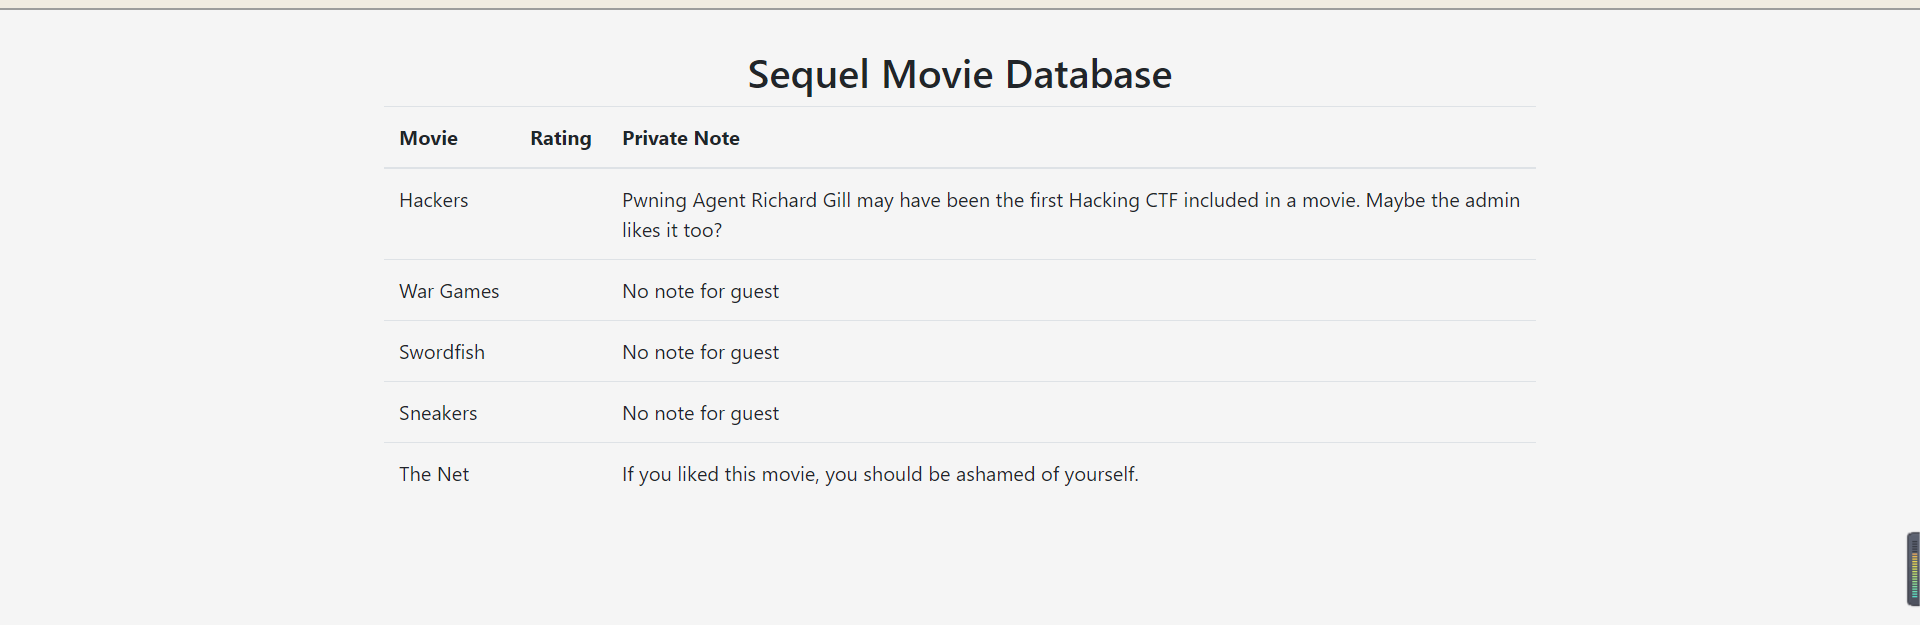 Sequel Movie Database
Movie Rating Private Note
Hackers Pwning Agent Richard Gill may have been the first Hacking CTF included in a movie. Maybe the admin
likes it too?
War Games No note for guest
Swordfish No note for guest
Sneakers No note for guest
The Net If you liked this movie, you should be ashamed of yourself.